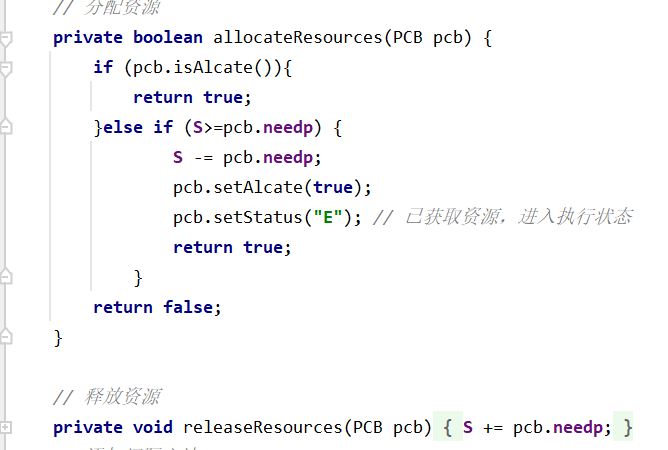 // 分配资源
private boolean allocateResources(PCB pcb) {
if (pcb.isAlcate()){
return true;
}else if (S>=pcb.needp) {
S -= pcb.needp;
pcb.setAlcate(true);
pcb.setStatus("E"); // 已获取资源，进入执行状态
return true;
}
return false;
}
// 释放资源
private void releaseResources(PCB pcb) { S += pcb.needp; }